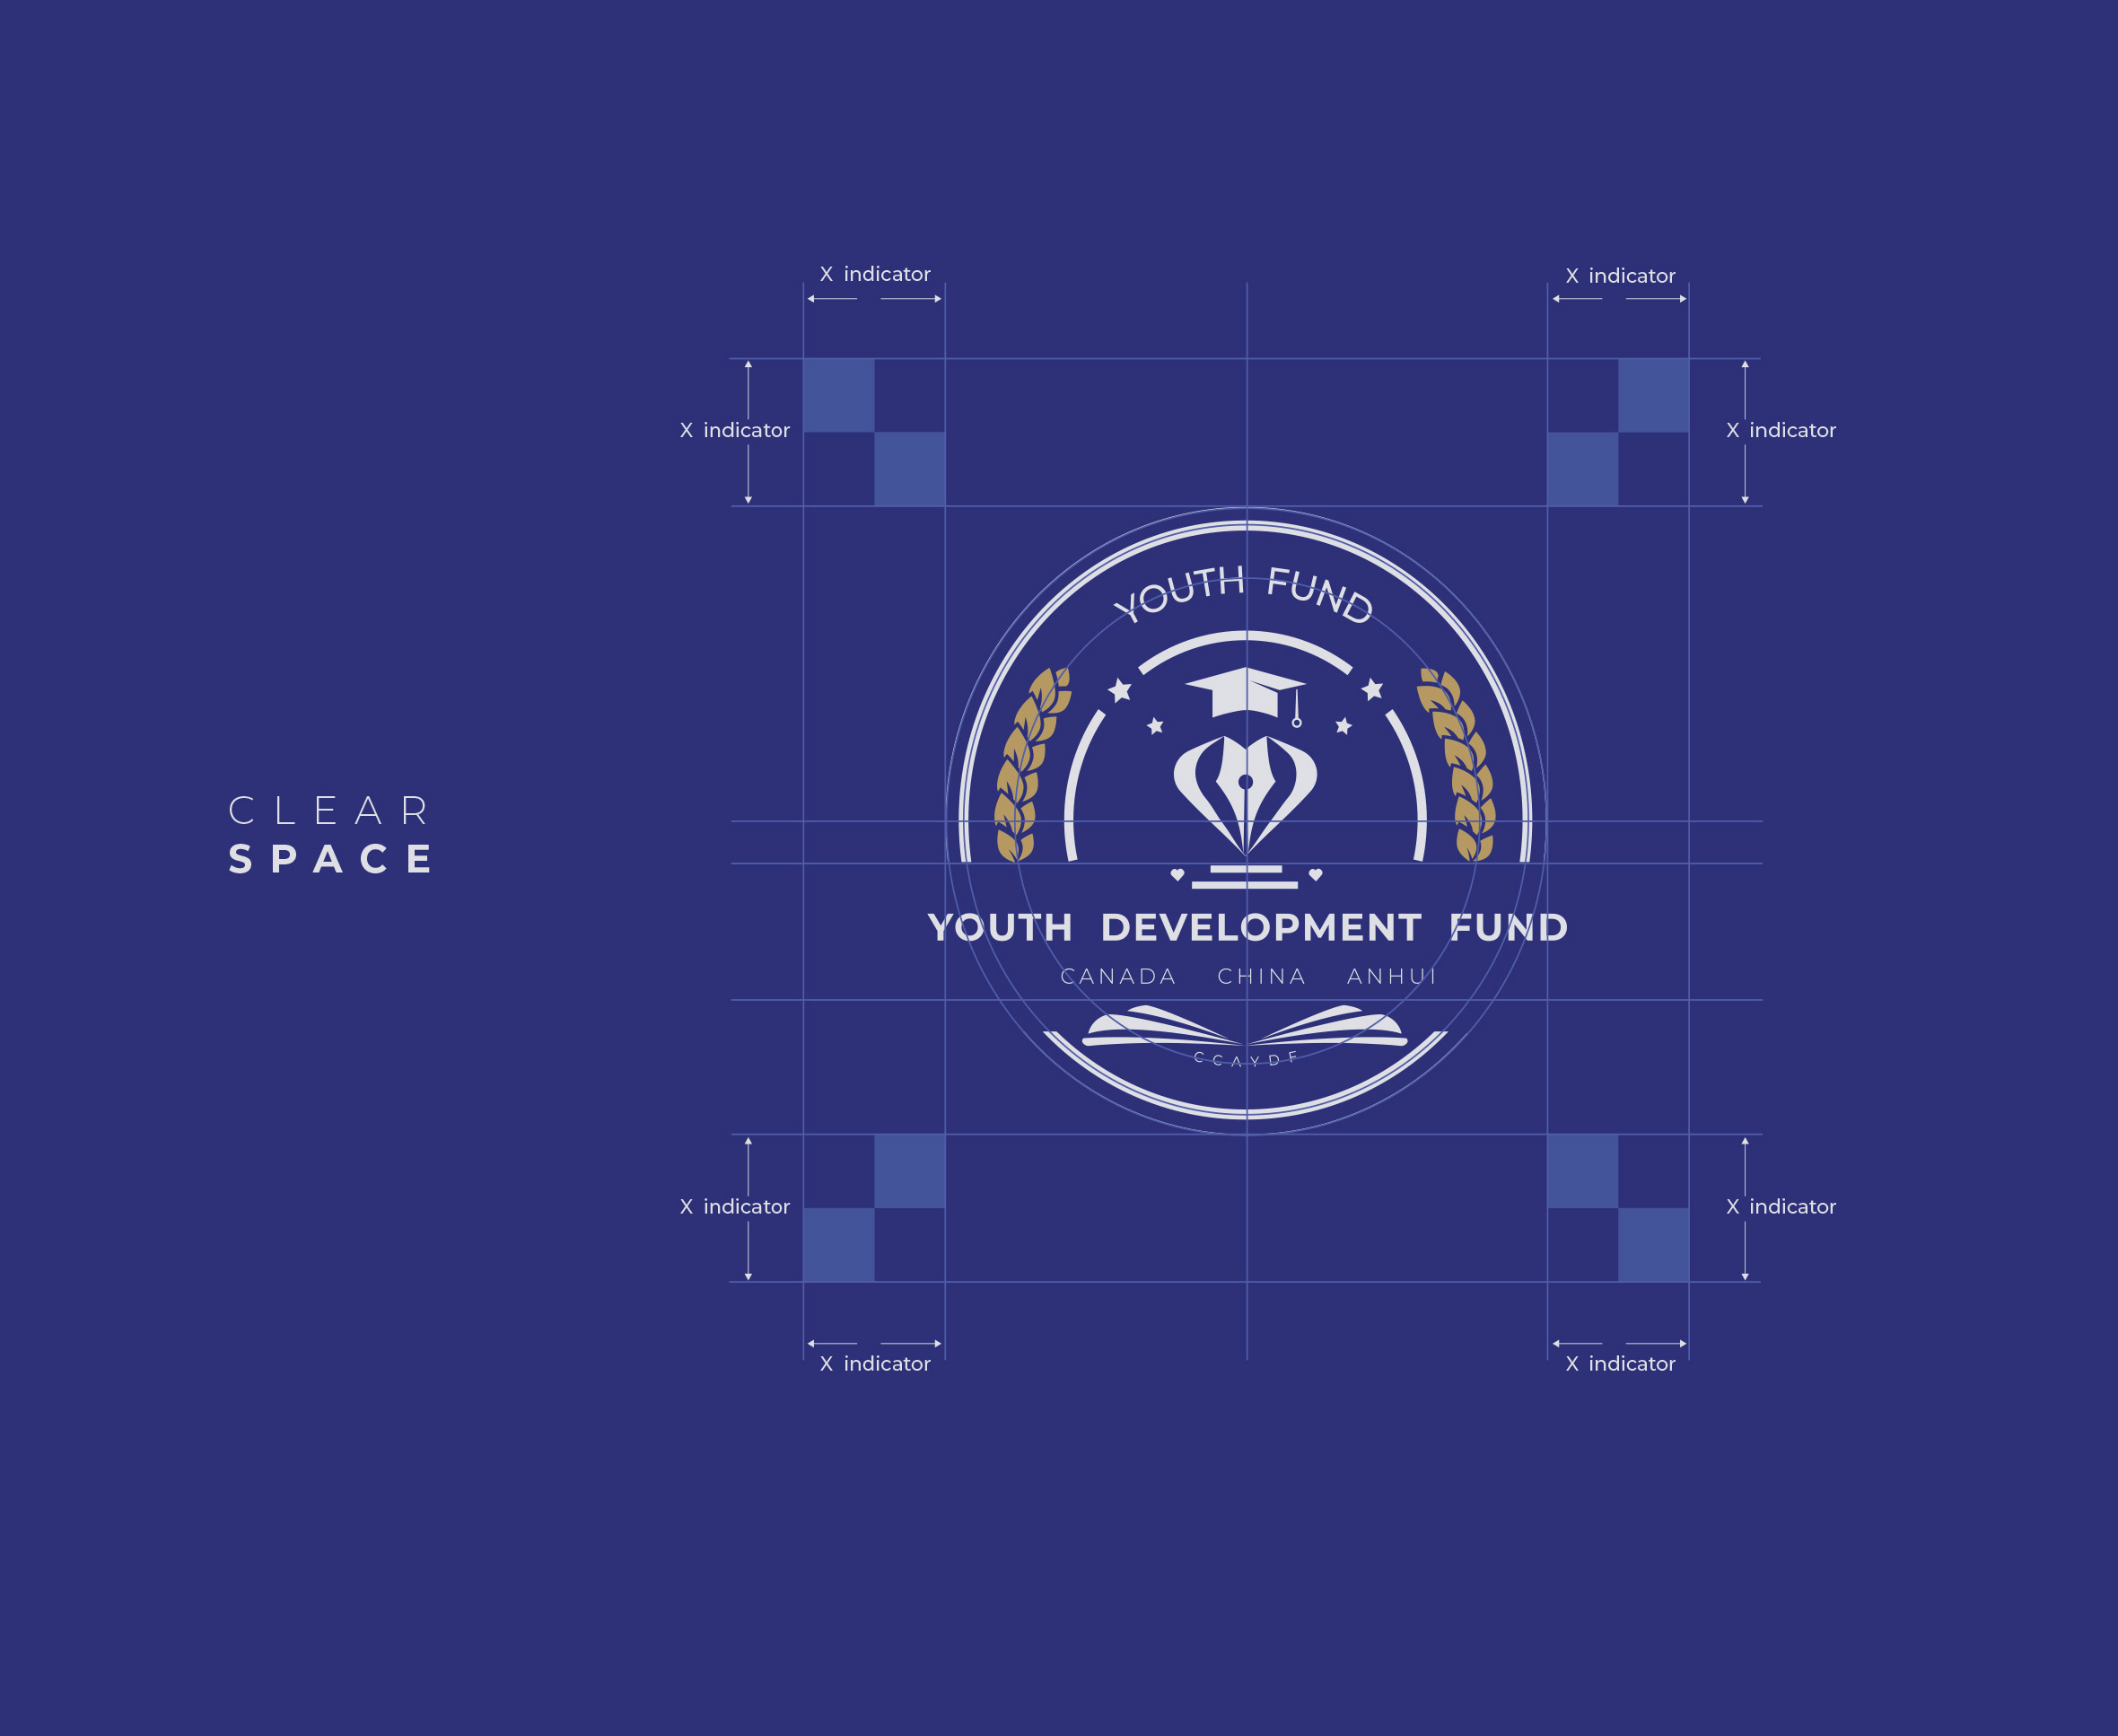 X indicator
X indicator
X indicator
X indicator
YOUTH FUND
CLEAR
SPACE
YOUTH DEVELOPMENT FUND
CANADA CHINA ANHUI
CCAYDF
X indicator
X indicator
X indicator
X indicator